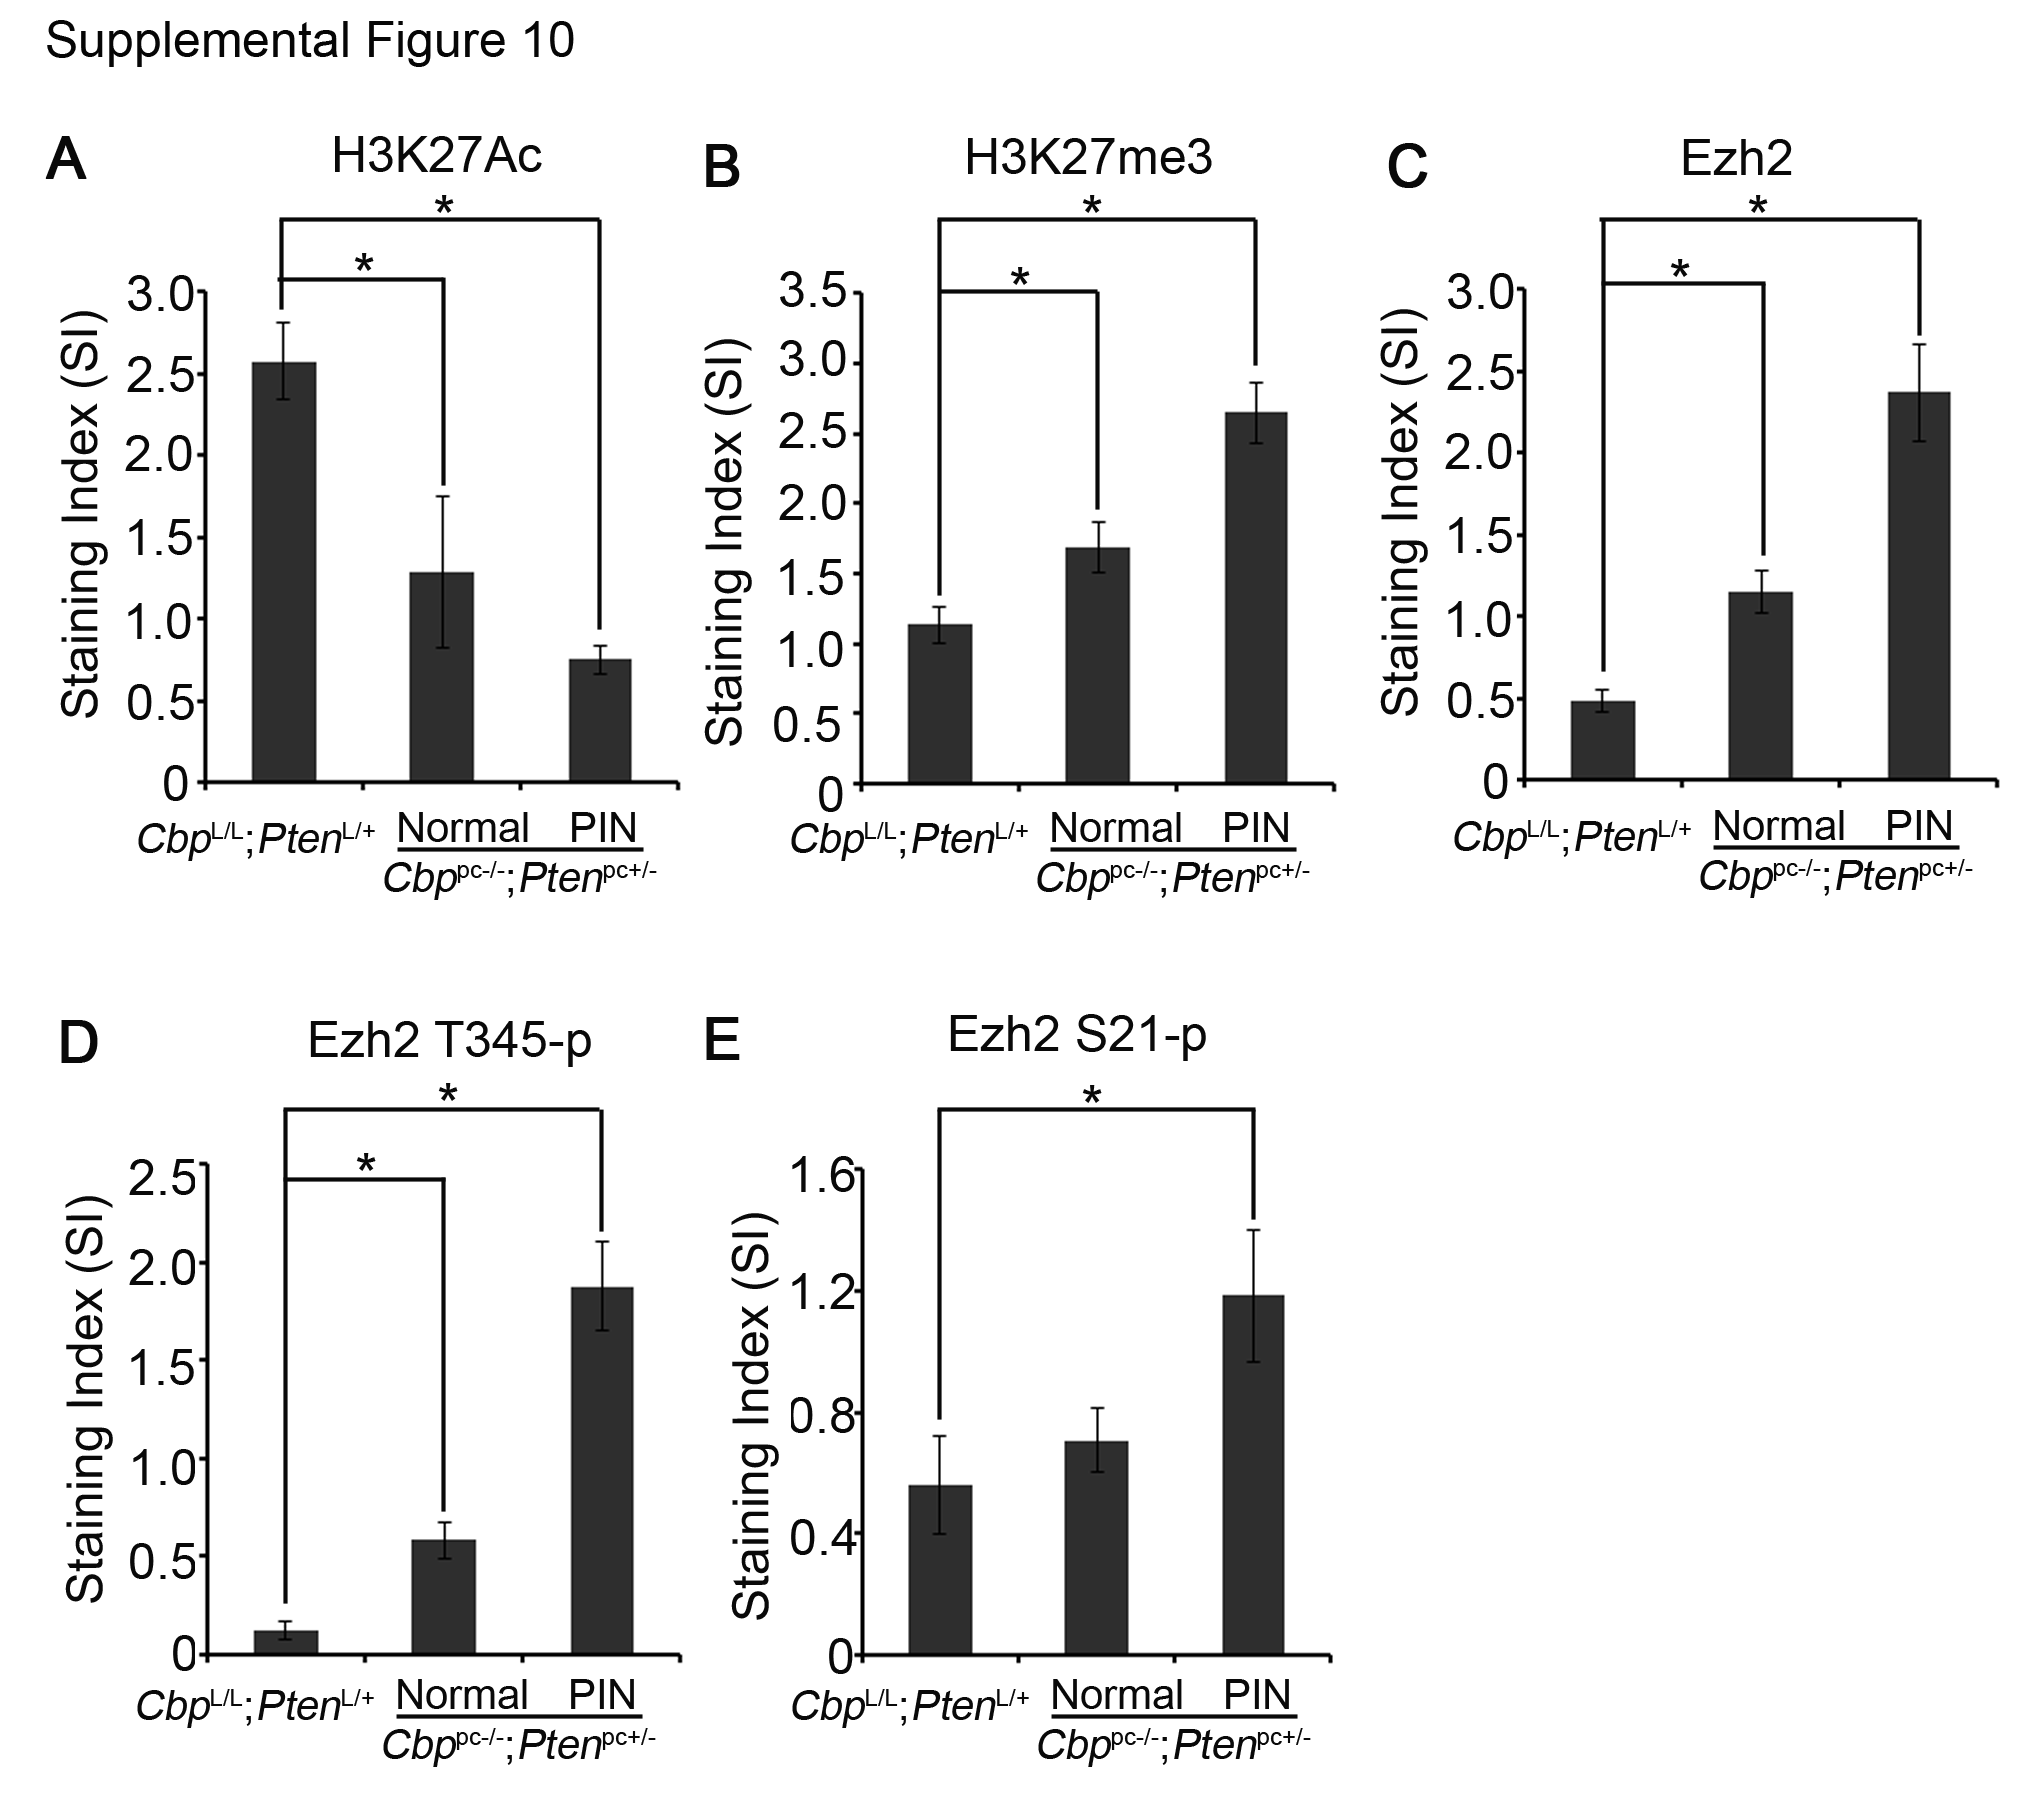 Supplemental Figure 10
A
H3K27Ac
*
*
Staining Index (SI)
3.0
2.5
2.0
1.5
1.0
0.5
0
CbpL/L;PtenL/+
Normal PIN
Cbppc-/-;Ptenpc+/-
B
H3K27me3
*
*
Staining Index (SI)
3.5
3.0
2.5
2.0
1.5
1.0
0.5
0
CbpL/L;PtenL/+
Normal PIN
Cbppc-/-;Ptenpc+/-
C
Ezh2
*
*
Staining Index (SI)
3.0
2.5
2.0
1.5
1.0
0.5
0
CbpL/L;PtenL/+
Normal PIN
Cbppc-/-;Ptenpc+/-
D
Ezh2 T345-p
*
*
Staining Index (SI)
2.5
2.0
1.5
1.0
0.5
0
CbpL/L;PtenL/+
Normal PIN
Cbppc-/-;Ptenpc+/-
E
Ezh2 S21-p
*
Staining Index (SI)
1.6
1.2
0.8
0.4
0
CbpL/L;PtenL/+
Normal PIN
Cbppc-/-;Ptenpc+/-